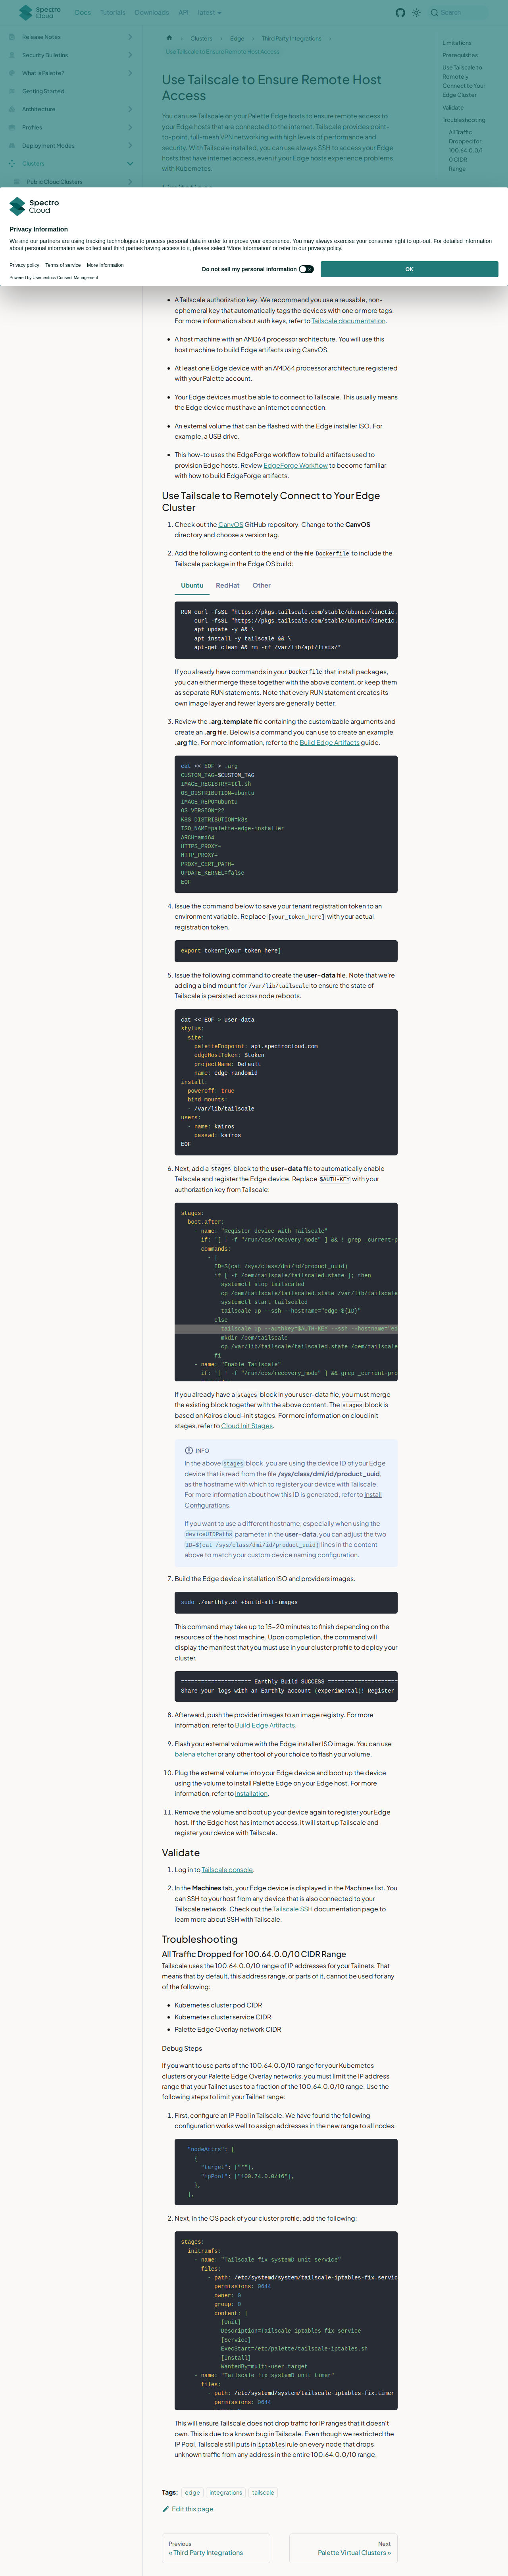 Spectro Cloud
Docs
Tutorials
Downloads
API
latest
Search
Release Notes
Security Bulletins
What is Palette?
Getting Started
Architecture
Profiles
Deployment Modes
Clusters
Public Cloud Clusters
Clusters
Edge
Third Party Integrations
Use Tailscale to Ensure Remote Host Access
Limitations
Prerequisites
Use Tailscale to
Remotely
Connect to Your
Edge Cluster
Validate
Troubleshooting
All Traffic
Dropped for
100.64.0.0/1
0 CIDR
Range
Use Tailscale to Ensure Remote Host
Access
You can use Tailscale on your Palette Edge hosts to ensure remote access to
your Edge hosts that are connected to the internet. Tailscale provides point-
to-point, full-mesh VPN networking with high levels of performance and
security. With Tailscale installed, you can always use SSH to access your Edge
hosts that have internet access, even if your Edge hosts experience problems
with Kubernetes.
Spectro Cloud
Privacy Information
We and our partners are using tracking technologies to process personal data in order to improve your experience. You may always exercise your consumer right to opt-out. For detailed information
about personal information we collect and third parties having access to it, please select 'More Information' or refer to our privacy policy.
Privacy policy
Terms of service
More Information
Do not sell my personal information
OK
Powered by Usercentrics Consent Management
A Tailscale authorization key. We recommend you use a reusable, non-
ephemeral key that automatically tags the devices with one or more tags.
For more information about auth keys, refer to Tailscale documentation.
A host machine with an AMD64 processor architecture. You will use this
host machine to build Edge artifacts using CanvOS.
At least one Edge device with an AMD64 processor architecture registered
with your Palette account.
Your Edge devices must be able to connect to Tailscale. This usually means
the Edge device must have an internet connection.
An external volume that can be flashed with the Edge installer ISO. For
example, a USB drive.
This how-to uses the EdgeForge workflow to build artifacts used to
provision Edge hosts. Review EdgeForge Workflow to become familiar
with how to build EdgeForge artifacts.
Use Tailscale to Remotely Connect to Your Edge
Cluster
1. Check out the CanvOS GitHub repository. Change to the CanvOS
directory and choose a version tag.
2. Add the following content to the end of the file Dockerfile to include the
Tailscale package in the Edge OS build:
Ubuntu
RedHat
Other
RUN curl -fsSL "https://pkgs.tailscale.com/stable/ubuntu/kinetic.
curl -fsSL "https://pkgs.tailscale.com/stable/ubuntu/kinetic.
apt update -y && \
apt install -y tailscale && \
apt-get clean && rm -rf /var/lib/apt/lists/*
If you already have commands in your Dockerfile that install packages,
you can either merge these together with the above content, or keep them
as separate RUN statements. Note that every RUN statement creates its
own image layer and fewer layers are generally better.
3. Review the .arg.template file containing the customizable arguments and
create an .arg file. Below is a command you can use to create an example
.arg file. For more information, refer to the Build Edge Artifacts guide.
cat << EOF > .arg
CUSTOM_TAG=$CUSTOM_TAG
IMAGE_REGISTRY=ttl.sh
OS_DISTRIBUTION=ubuntu
IMAGE_REPO=ubuntu
OS_VERSION=22
K8S_DISTRIBUTION=k3s
ISO_NAME=palette-edge-installer
ARCH=amd64
HTTPS_PROXY=
HTTP_PROXY=
PROXY_CERT_PATH=
UPDATE_KERNEL=false
EOF
4. Issue the command below to save your tenant registration token to an
environment variable. Replace [your_token_here] with your actual
registration token.
export token=[your_token_here]
5. Issue the following command to create the user-data file. Note that we're
adding a bind mount for /var/lib/tailscale to ensure the state of
Tailscale is persisted across node reboots.
cat << EOF > user-data
stylus:
site:
paletteEndpoint: api.spectrocloud.com
edgeHostToken: $token
projectName: Default
name: edge-randomid
install:
poweroff: true
bind_mounts:
- /var/lib/tailscale
users:
- name: kairos
passwd: kairos
EOF
6. Next, add a stages block to the user-data file to automatically enable
Tailscale and register the Edge device. Replace $AUTH-KEY with your
authorization key from Tailscale:
stages:
boot.after:
- name: "Register device with Tailscale"
if: '[ ! -f "/run/cos/recovery_mode" ] && ! grep _current-p
commands:
- |
ID=$(cat /sys/class/dmi/id/product_uuid)
if [ -f /oem/tailscale/tailscaled.state ]; then
systemctl stop tailscaled
cp /oem/tailscale/tailscaled.state /var/lib/tailscale
systemctl start tailscaled
tailscale up --ssh --hostname="edge-${ID}"
else
tailscale up --authkey=$AUTH-KEY --ssh --hostname="ed
mkdir /oem/tailscale
cp /var/lib/tailscale/tailscaled.state /oem/tailscale
fi
- name: "Enable Tailscale"
if: '[ ! -f "/run/cos/recovery_mode" ] && grep _current-pro
If you already have a stages block in your user-data file, you must merge
the existing block together with the above content. The stages block is
based on Kairos cloud-init stages. For more information on cloud init
stages, refer to Cloud Init Stages.
INFO
In the above stages block, you are using the device ID of your Edge
device that is read from the file /sys/class/dmi/id/product_uuid,
as the hostname with which to register your device with Tailscale.
For more information about how this ID is generated, refer to Install
Configurations.
If you want to use a different hostname, especially when using the
deviceUIDPaths parameter in the user-data, you can adjust the two
ID=$(cat /sys/class/dmi/id/product_uuid) lines in the content
above to match your custom device naming configuration.
7. Build the Edge device installation ISO and providers images.
sudo ./earthly.sh +build-all-images
This command may take up to 15-20 minutes to finish depending on the
resources of the host machine. Upon completion, the command will
display the manifest that you must use in your cluster profile to deploy your
cluster.
===================== Earthly Build SUCCESS =====================
Share your logs with an Earthly account (experimental)! Register
8. Afterward, push the provider images to an image registry. For more
information, refer to Build Edge Artifacts.
9. Flash your external volume with the Edge installer ISO image. You can use
balena etcher or any other tool of your choice to flash your volume.
10. Plug the external volume into your Edge device and boot up the device
using the volume to install Palette Edge on your Edge host. For more
information, refer to Installation.
11. Remove the volume and boot up your device again to register your Edge
host. If the Edge host has internet access, it will start up Tailscale and
register your device with Tailscale.
Validate
1. Log in to Tailscale console.
2. In the Machines tab, your Edge device is displayed in the Machines list. You
can SSH to your host from any device that is also connected to your
Tailscale network. Check out the Tailscale SSH documentation page to
learn more about SSH with Tailscale.
Troubleshooting
All Traffic Dropped for 100.64.0.0/10 CIDR Range
Tailscale uses the 100.64.0.0/10 range of IP addresses for your Tailnets. That
means that by default, this address range, or parts of it, cannot be used for any
of the following:
Kubernetes cluster pod CIDR
Kubernetes cluster service CIDR
Palette Edge Overlay network CIDR
Debug Steps
If you want to use parts of the 100.64.0.0/10 range for your Kubernetes
clusters or your Palette Edge Overlay networks, you must limit the IP address
range that your Tailnet uses to a fraction of the 100.64.0.0/10 range. Use the
following steps to limit your Tailnet range:
1. First, configure an IP Pool in Tailscale. We have found the following
configuration works well to assign addresses in the new range to all nodes:
"nodeAttrs": [
{
"target": ["*"],
"ipPool": ["100.74.0.0/16"],
},
],
2. Next, in the OS pack of your cluster profile, add the following:
stages:
initramfs:
- name: "Tailscale fix systemD unit service"
files:
- path: /etc/systemd/system/tailscale-iptables-fix.servic
permissions: 0644
owner: 0
group: 0
content: |
[Unit]
Description=Tailscale iptables fix service
[Service]
ExecStart=/etc/palette/tailscale-iptables.sh
[Install]
WantedBy=multi-user.target
- name: "Tailscale fix systemD unit timer"
files:
- path: /etc/systemd/system/tailscale-iptables-fix.timer
permissions: 0644
This will ensure Tailscale does not drop traffic for IP ranges that it doesn't
own. This is due to a known bug in Tailscale. Even though we restricted the
IP Pool, Tailscale still puts in iptables rule on every node that drops
unknown traffic from any address in the entire 100.64.0.0/10 range.
Tags:
edge
integrations
tailscale
Edit this page
Previous
« Third Party Integrations
Next
Palette Virtual Clusters »